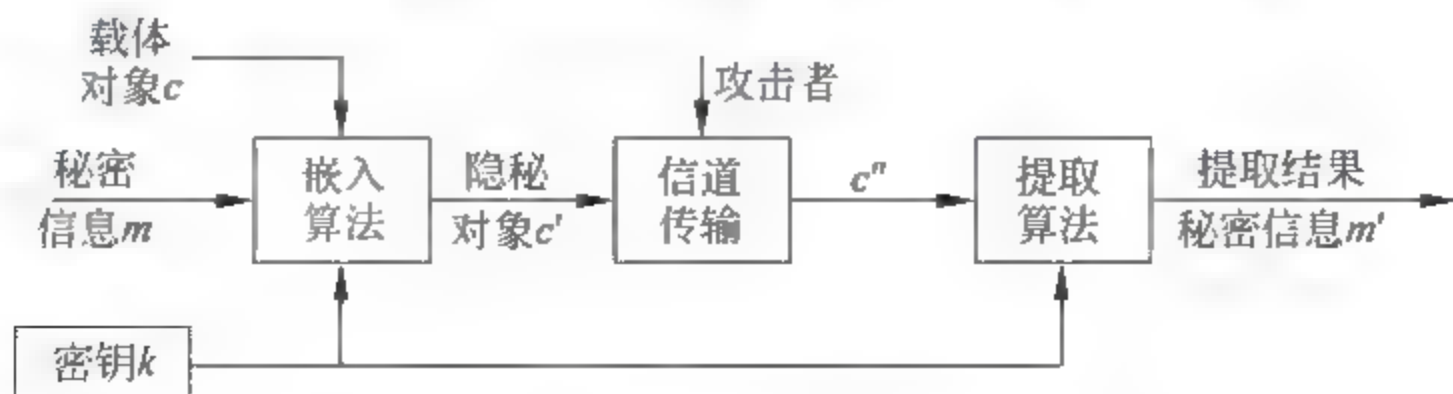 载体
对象c
攻击者
秘密
信息m
嵌入
算法
隐秘
对象c'
信道
传输
c"
提取
算法
提取结果
秘密信息m'
密钥k